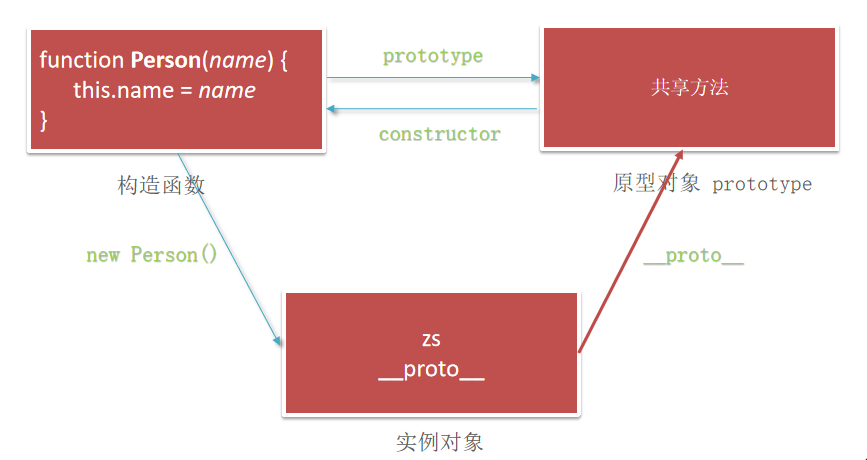 function Person(name) {
this.name = name
}
prototype
constructor
共享方法
构造函数
原型对象 prototype
new Person()
__proto__
zs
__proto__
实例对象